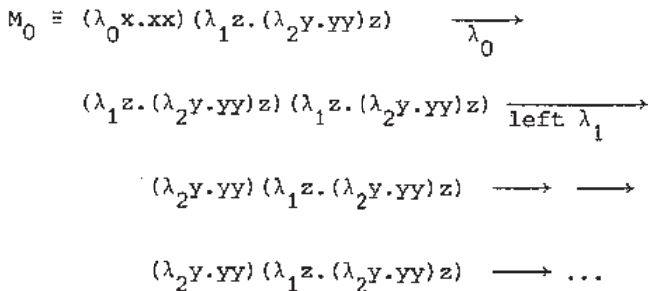 M₀ ≡ (λ₀x.xx)(λ₁z.(λ₂y.yy)z) ⟶
λ₀
(λ₁z.(λ₂y.yy)z)(λ₁z.(λ₂y.yy)z) ⟶
left λ₁
(λ₂y.yy)(λ₁z.(λ₂y.yy)z) ⟶ ⟶
(λ₂y.yy)(λ₁z.(λ₂y.yy)z) ⟶ ...